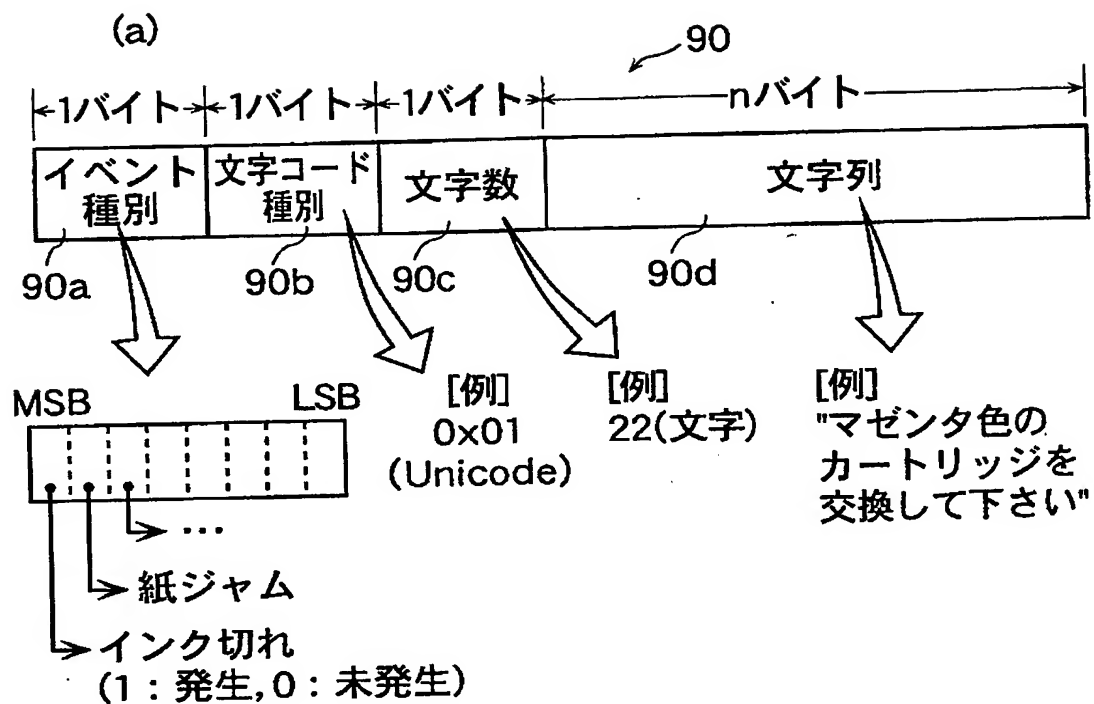 (a)
90
1バイト 1バイト 1バイト nバイト
イベント
種別
文字コード
種別
文字数
文字列
90a
90b
90c
90d
MSB LSB
…
紙ジャム
インク切れ
(1:発生,0:未発生)
[例]
0x01
(Unicode)
[例]
22(文字)
[例]
"マゼンタ色の
カートリッジを
交換して下さい"